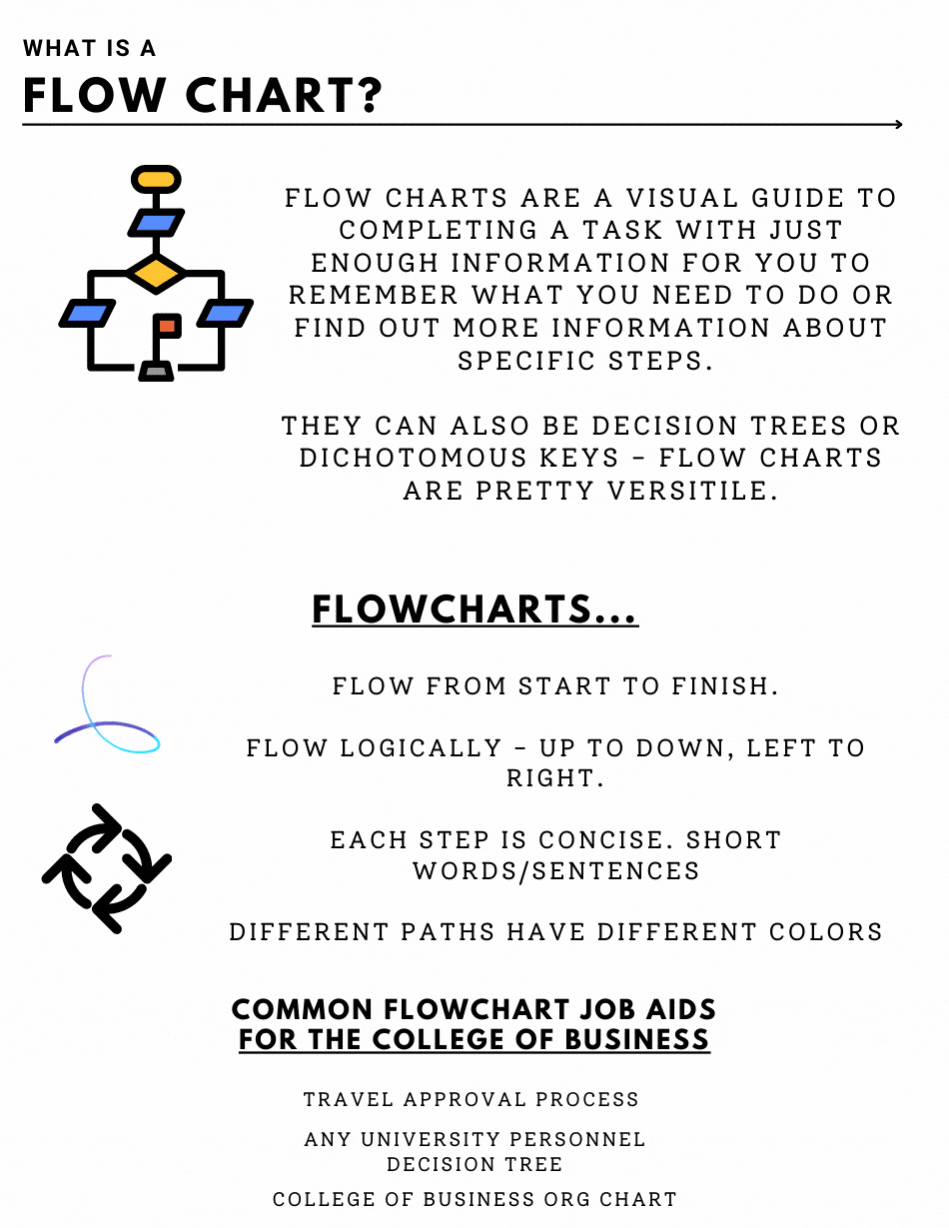 WHAT IS A
FLOW CHART?
FLOW CHARTS ARE A VISUAL GUIDE TO
COMPLETING A TASK WITH JUST
ENOUGH INFORMATION FOR YOU TO
REMEMBER WHAT YOU NEED TO DO OR
FIND OUT MORE INFORMATION ABOUT
SPECIFIC STEPS.
THEY CAN ALSO BE DECISION TREES OR
DICHOTOMOUS KEYS – FLOW CHARTS
ARE PRETTY VERSITILE.
FLOWCHARTS...
FLOW FROM START TO FINISH.
FLOW LOGICALLY – UP TO DOWN, LEFT TO
RIGHT.
EACH STEP IS CONCISE. SHORT
WORDS/SENTENCES
DIFFERENT PATHS HAVE DIFFERENT COLORS
COMMON FLOWCHART JOB AIDS
FOR THE COLLEGE OF BUSINESS
TRAVEL APPROVAL PROCESS
ANY UNIVERSITY PERSONNEL
DECISION TREE
COLLEGE OF BUSINESS ORG CHART